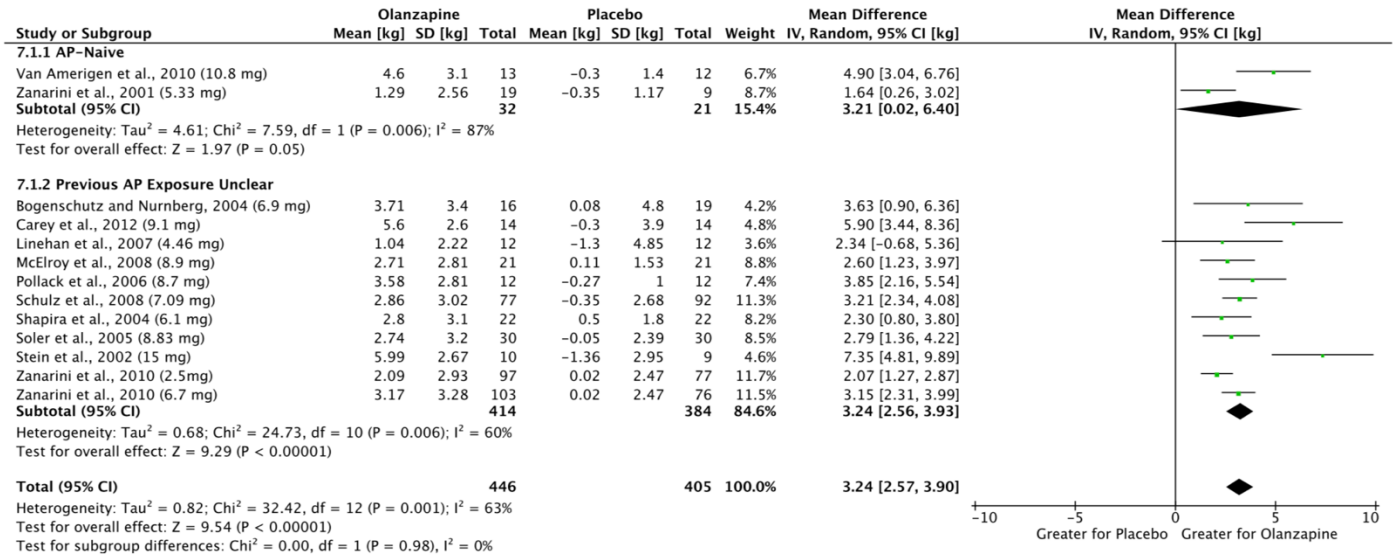 Olanzapine Placebo Mean Difference Mean Difference
Study or Subgroup Mean [kg] SD [kg] Total Mean [kg] SD [kg] Total Weight IV, Random, 95% CI [kg] IV, Random, 95% CI [kg]
7.1.1 AP-Naive
Van Amerigen et al., 2010 (10.8 mg) 4.6 3.1 13 -0.3 1.4 12 6.7% 4.90 [3.04, 6.76]
Zanarini et al., 2001 (5.33 mg) 1.29 2.56 19 -0.35 1.17 9 8.7% 1.64 [0.26, 3.02]
Subtotal (95% CI) 32 21 15.4% 3.21 [0.02, 6.40]
Heterogeneity: Tau² = 4.61; Chi² = 7.59, df = 1 (P = 0.006); I² = 87%
Test for overall effect: Z = 1.97 (P = 0.05)
7.1.2 Previous AP Exposure Unclear
Bogenschutz and Nurnberg, 2004 (6.9 mg) 3.71 3.4 16 0.08 4.8 19 4.2% 3.63 [0.90, 6.36]
Carey et al., 2012 (9.1 mg) 5.6 2.6 14 -0.3 3.9 14 4.8% 5.90 [3.44, 8.36]
Linehan et al., 2007 (4.46 mg) 1.04 2.22 12 -1.3 4.85 12 3.6% 2.34 [-0.68, 5.36]
McElroy et al., 2008 (8.9 mg) 2.71 2.81 21 0.11 1.53 21 8.8% 2.60 [1.23, 3.97]
Pollack et al., 2006 (8.7 mg) 3.58 2.81 12 -0.27 1 12 7.4% 3.85 [2.16, 5.54]
Schulz et al., 2008 (7.09 mg) 2.86 3.02 77 -0.35 2.68 92 11.3% 3.21 [2.34, 4.08]
Shapira et al., 2004 (6.1 mg) 2.8 3.1 22 0.5 1.8 22 8.2% 2.30 [0.80, 3.80]
Soler et al., 2005 (8.83 mg) 2.74 3.2 30 -0.05 2.39 30 8.5% 2.79 [1.36, 4.22]
Stein et al., 2002 (15 mg) 5.99 2.67 10 -1.36 2.95 9 4.6% 7.35 [4.81, 9.89]
Zanarini et al., 2010 (2.5mg) 2.09 2.93 97 0.02 2.47 77 11.7% 2.07 [1.27, 2.87]
Zanarini et al., 2010 (6.7 mg) 3.17 3.28 103 0.02 2.47 76 11.5% 3.15 [2.31, 3.99]
Subtotal (95% CI) 414 384 84.6% 3.24 [2.56, 3.93]
Heterogeneity: Tau² = 0.68; Chi² = 24.73, df = 10 (P = 0.006); I² = 60%
Test for overall effect: Z = 9.29 (P < 0.00001)
Total (95% CI) 446 405 100.0% 3.24 [2.57, 3.90]
Heterogeneity: Tau² = 0.82; Chi² = 32.42, df = 12 (P = 0.001); I² = 63%
Test for overall effect: Z = 9.54 (P < 0.00001)
Test for subgroup differences: Chi² = 0.00, df = 1 (P = 0.98), I² = 0%
-10 -5 0 5 10
Greater for Placebo Greater for Olanzapine